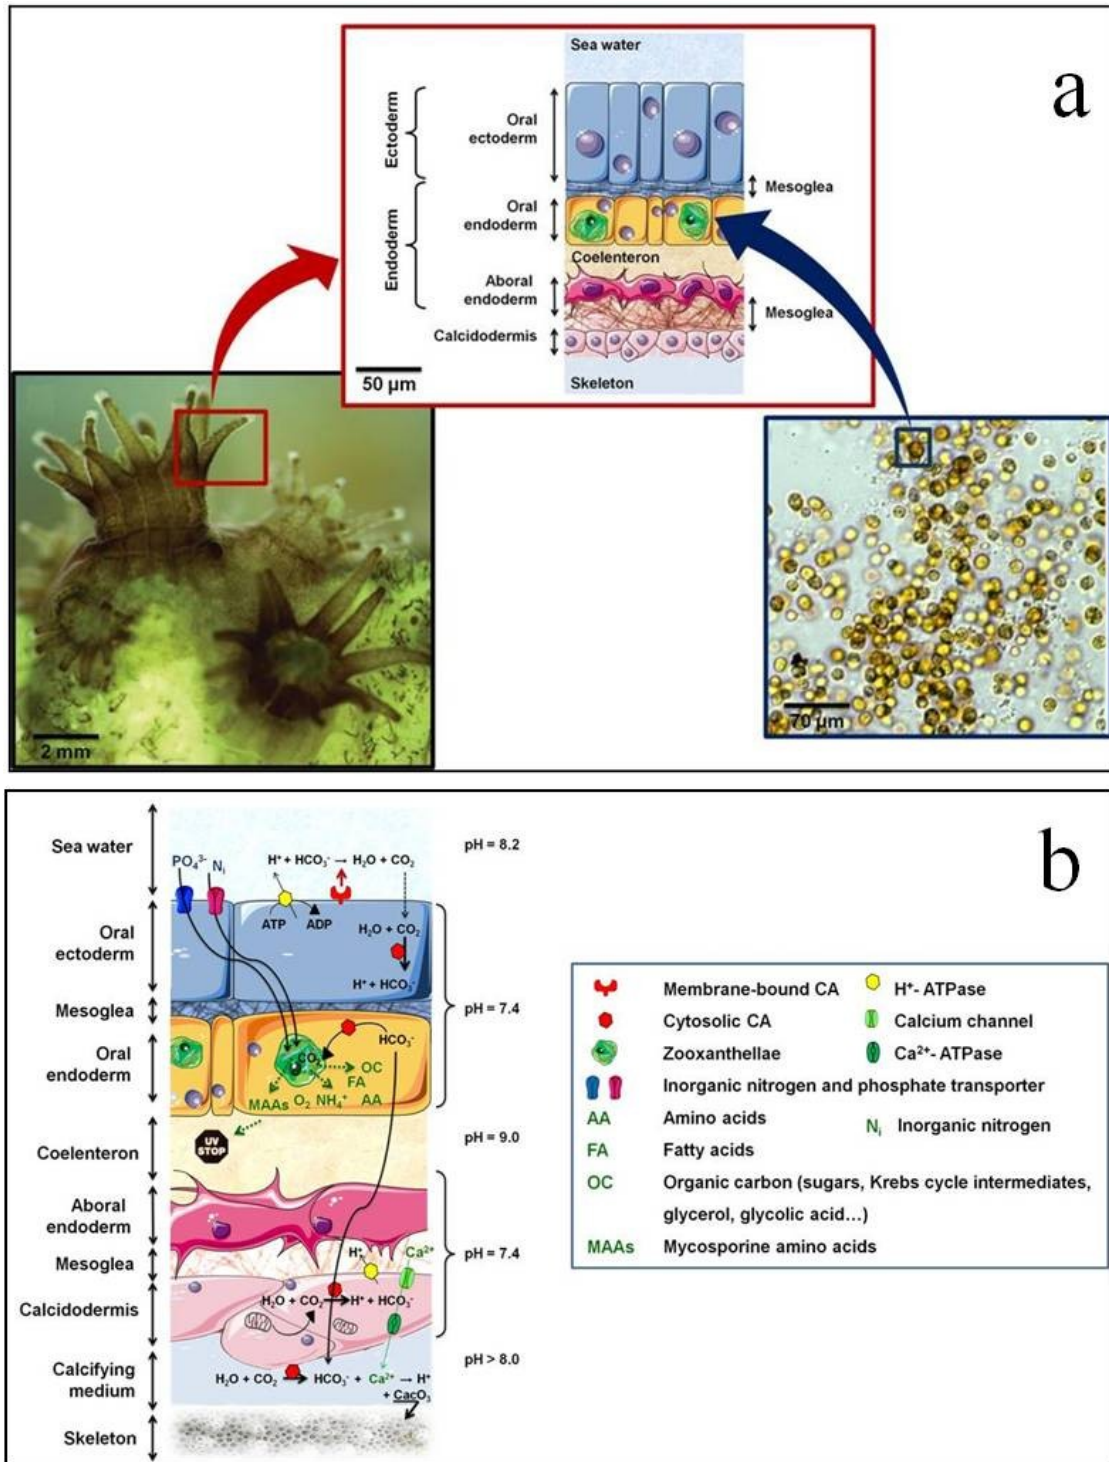 a
Sea water
Ectoderm
Oral
ectoderm
Mesoglea
Endoderm
Oral
endoderm
Coelenteron
Aboral
endoderm
Mesoglea
Calcidodermis
50 µm
Skeleton
2 mm
70 µm
b
Sea water
pH = 8.2
PO₄³⁻ Nᵢ
H⁺ + HCO₃⁻ → H₂O + CO₂
ATP ADP
Oral
ectoderm
H₂O + CO₂
H⁺ + HCO₃⁻
Mesoglea
pH = 7.4
Oral
endoderm
HCO₃⁻
CO₂
OC
FA
MAAs O₂ NH₄⁺ AA
Coelenteron
UV
STOP
pH = 9.0
Aboral
endoderm
Mesoglea
H⁺ Ca²⁺
pH = 7.4
Calcidodermis
H₂O + CO₂ → H⁺ + HCO₃⁻
pH > 8.0
Calcifying
medium
H₂O + CO₂ → HCO₃⁻ + Ca²⁺ → H⁺
+ CacO₃
Skeleton
Membrane-bound CA
H⁺- ATPase
Cytosolic CA
Calcium channel
Zooxanthellae
Ca²⁺- ATPase
Inorganic nitrogen and phosphate transporter
AA Amino acids
Nᵢ Inorganic nitrogen
FA Fatty acids
OC Organic carbon (sugars, Krebs cycle intermediates,
glycerol, glycolic acid...)
MAAs Mycosporine amino acids